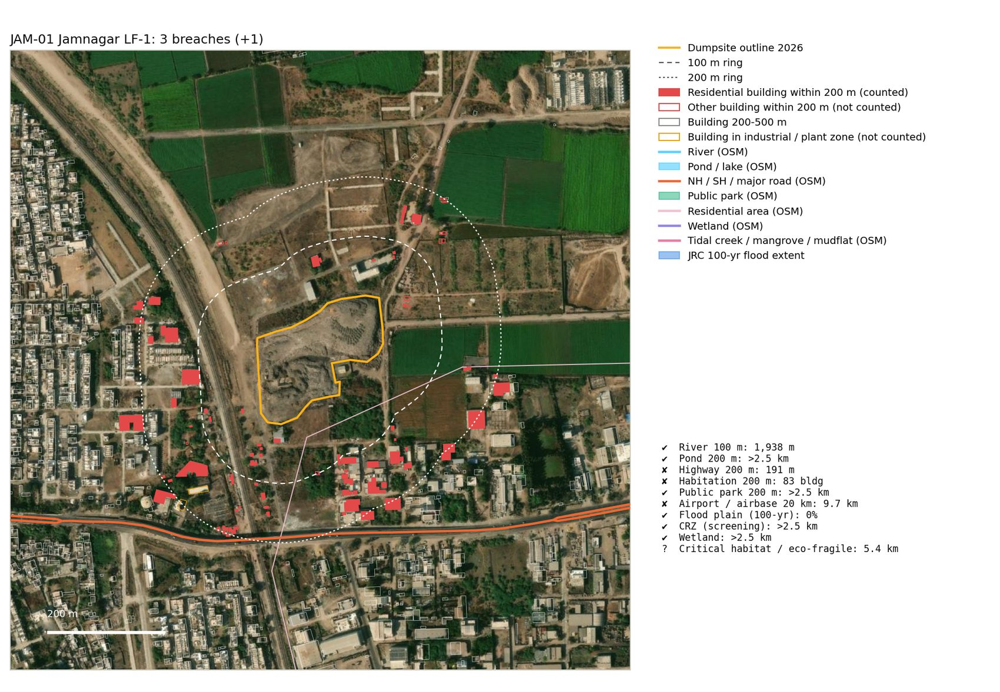 JAM-01 Jamnagar LF-1: 3 breaches (+1)
Dumpsite outline 2026
100 m ring
200 m ring
Residential building within 200 m (counted)
Other building within 200 m (not counted)
Building 200-500 m
Building in industrial / plant zone (not counted)
River (OSM)
Pond / lake (OSM)
NH / SH / major road (OSM)
Public park (OSM)
Residential area (OSM)
Wetland (OSM)
Tidal creek / mangrove / mudflat (OSM)
JRC 100-yr flood extent
✔ River 100 m: 1,938 m
✔ Pond 200 m: >2.5 km
✘ Highway 200 m: 191 m
✘ Habitation 200 m: 83 bldg
✔ Public park 200 m: >2.5 km
✘ Airport / airbase 20 km: 9.7 km
✔ Flood plain (100-yr): 0%
✔ CRZ (screening): >2.5 km
✔ Wetland: >2.5 km
? Critical habitat / eco-fragile: 5.4 km
200 m